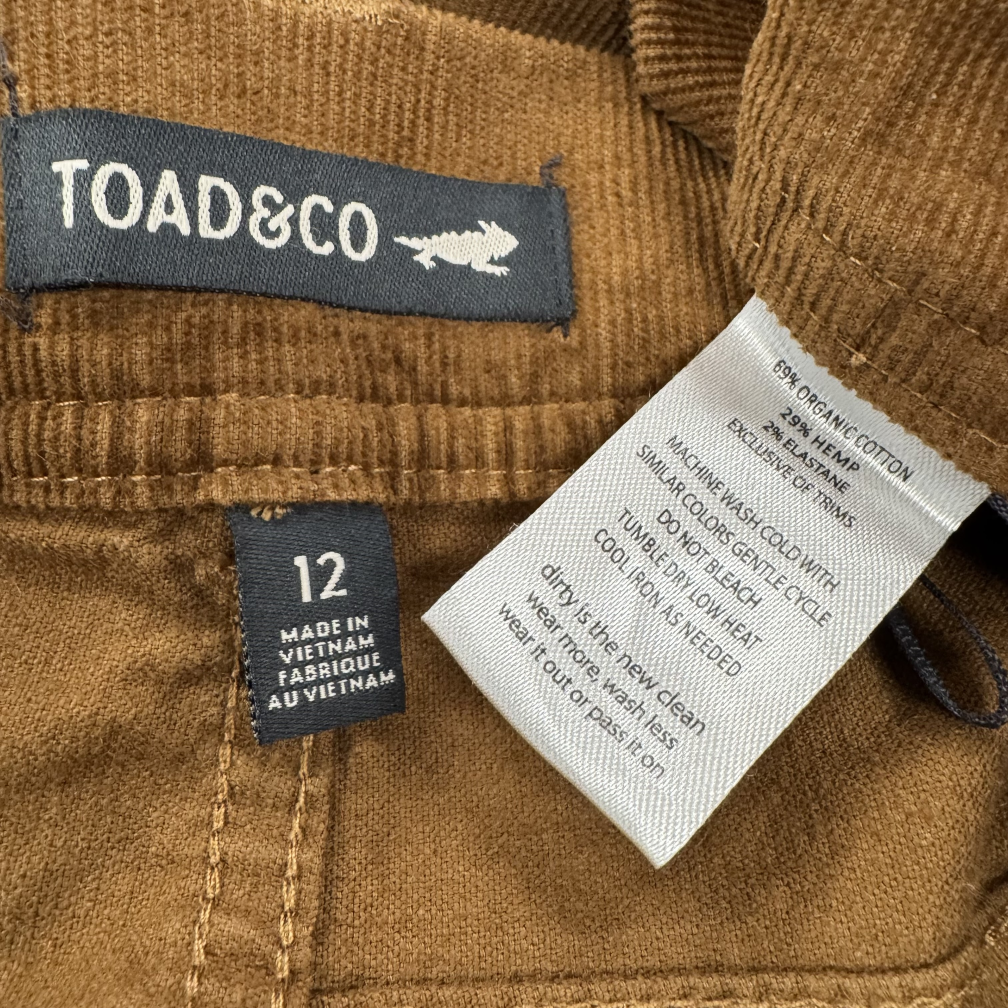 TOAD&CO
12
MADE IN
VIETNAM
FABRIQUE
AU VIETNAM
69% ORGANIC COTTON
29% HEMP
2% ELASTANE
EXCLUSIVE OF TRIMS
MACHINE WASH COLD WITH
SIMILAR COLORS GENTLE CYCLE
DO NOT BLEACH
TUMBLE DRY LOW HEAT
COOL IRON AS NEEDED
dirty is the new clean
wear more, wash less
wear it out or pass it on